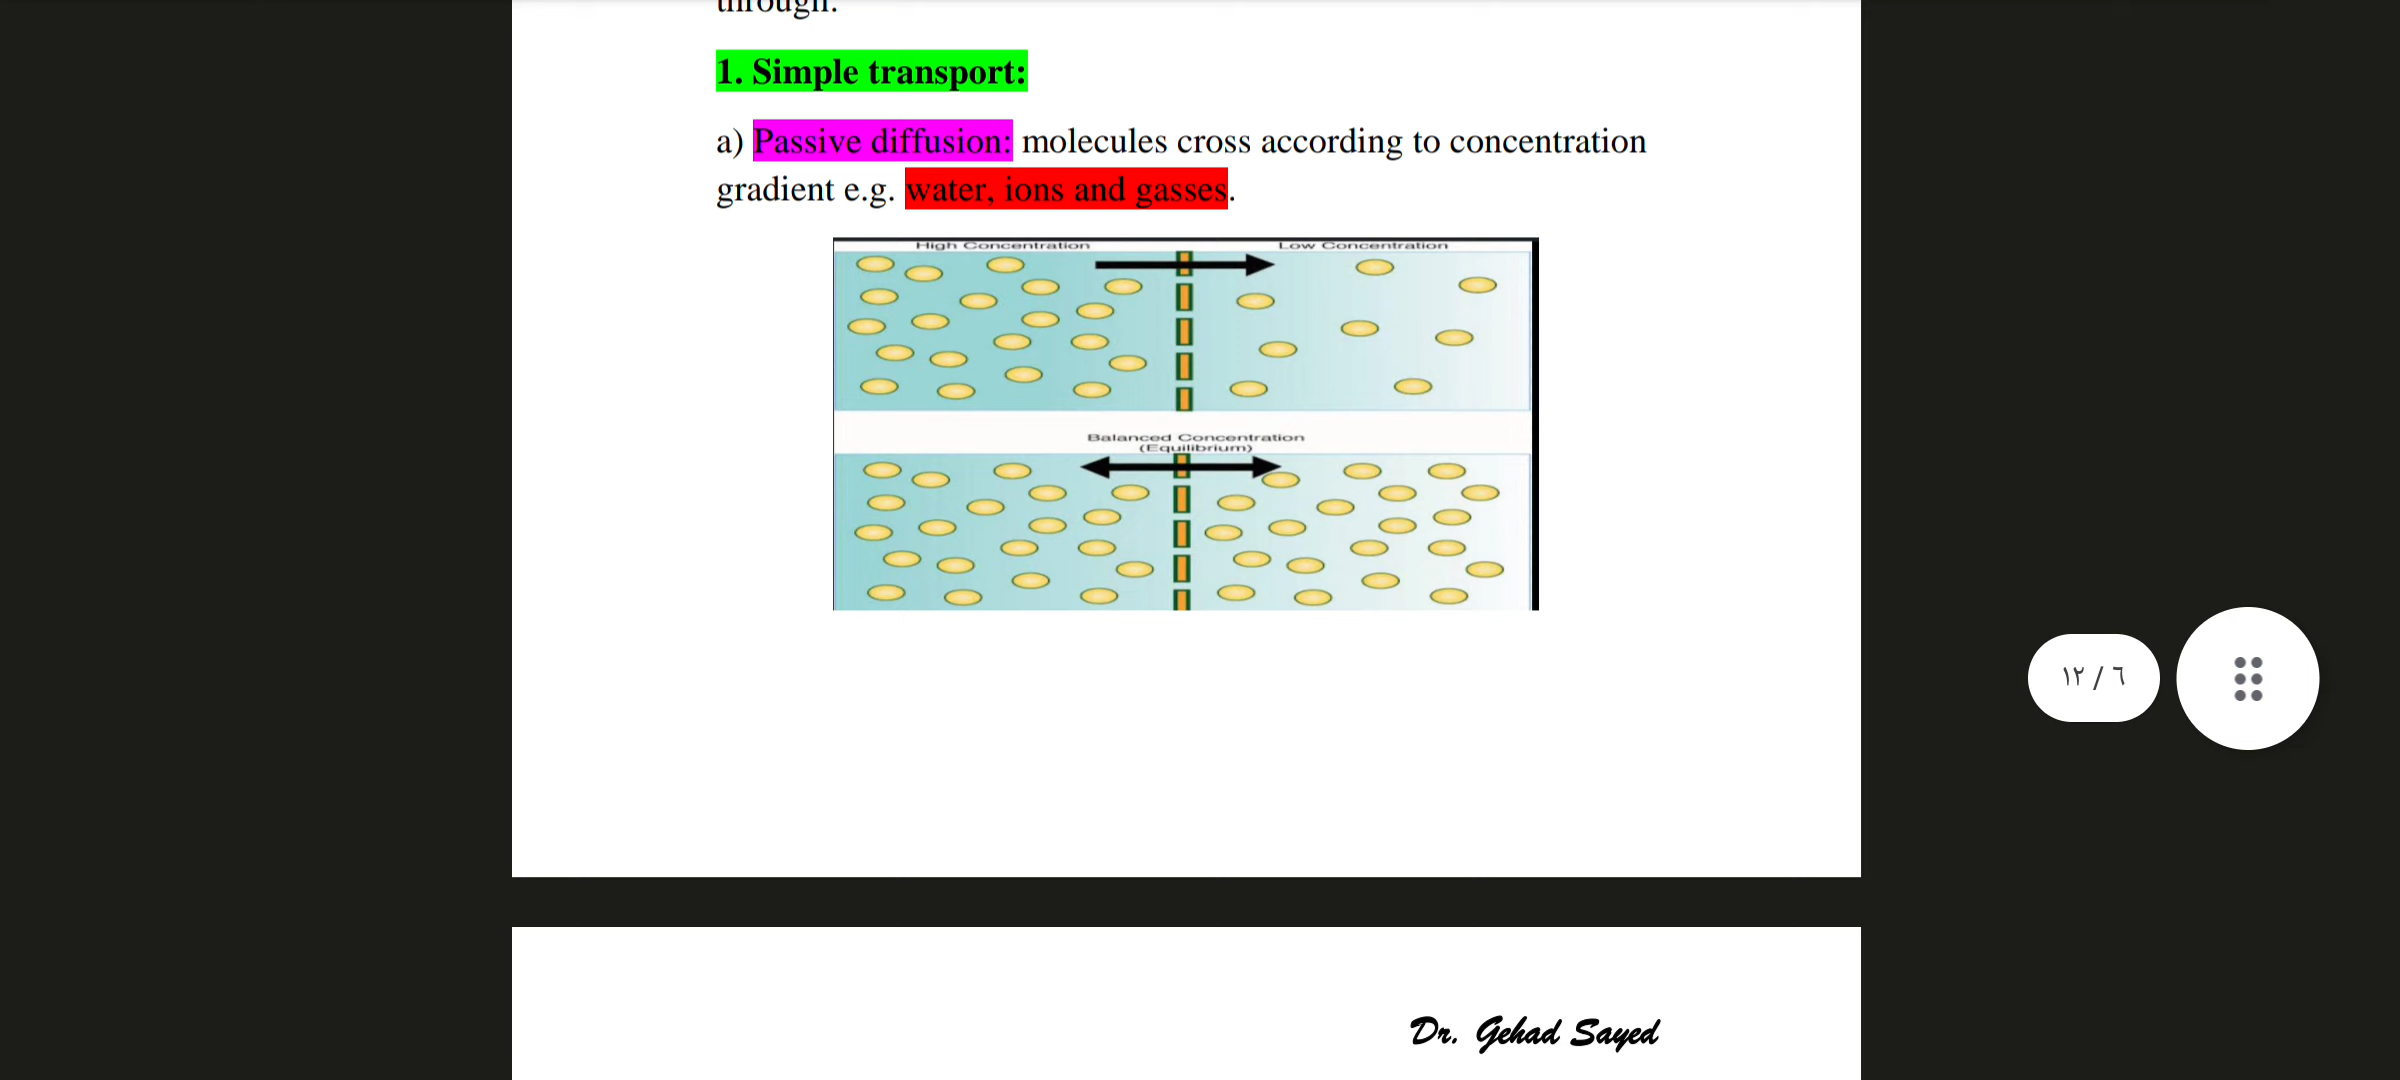 through.
1. Simple transport:
a) Passive diffusion: molecules cross according to concentration
gradient e.g. water, ions and gasses.
High Concentration
Low Concentration
Balanced Concentration
(Equilibrium)
١٢ / ٦
Dr. Gehad Sayed